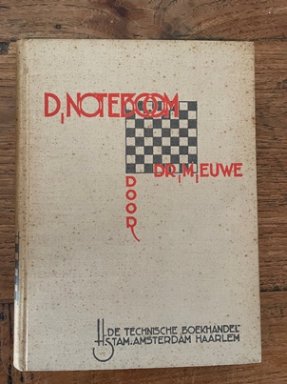 D. NOTEBOOM
DOOR
DR. M. EUWE
"DE TECHNISCHE BOEKHANDEL"
H. STAM. AMSTERDAM HAARLEM